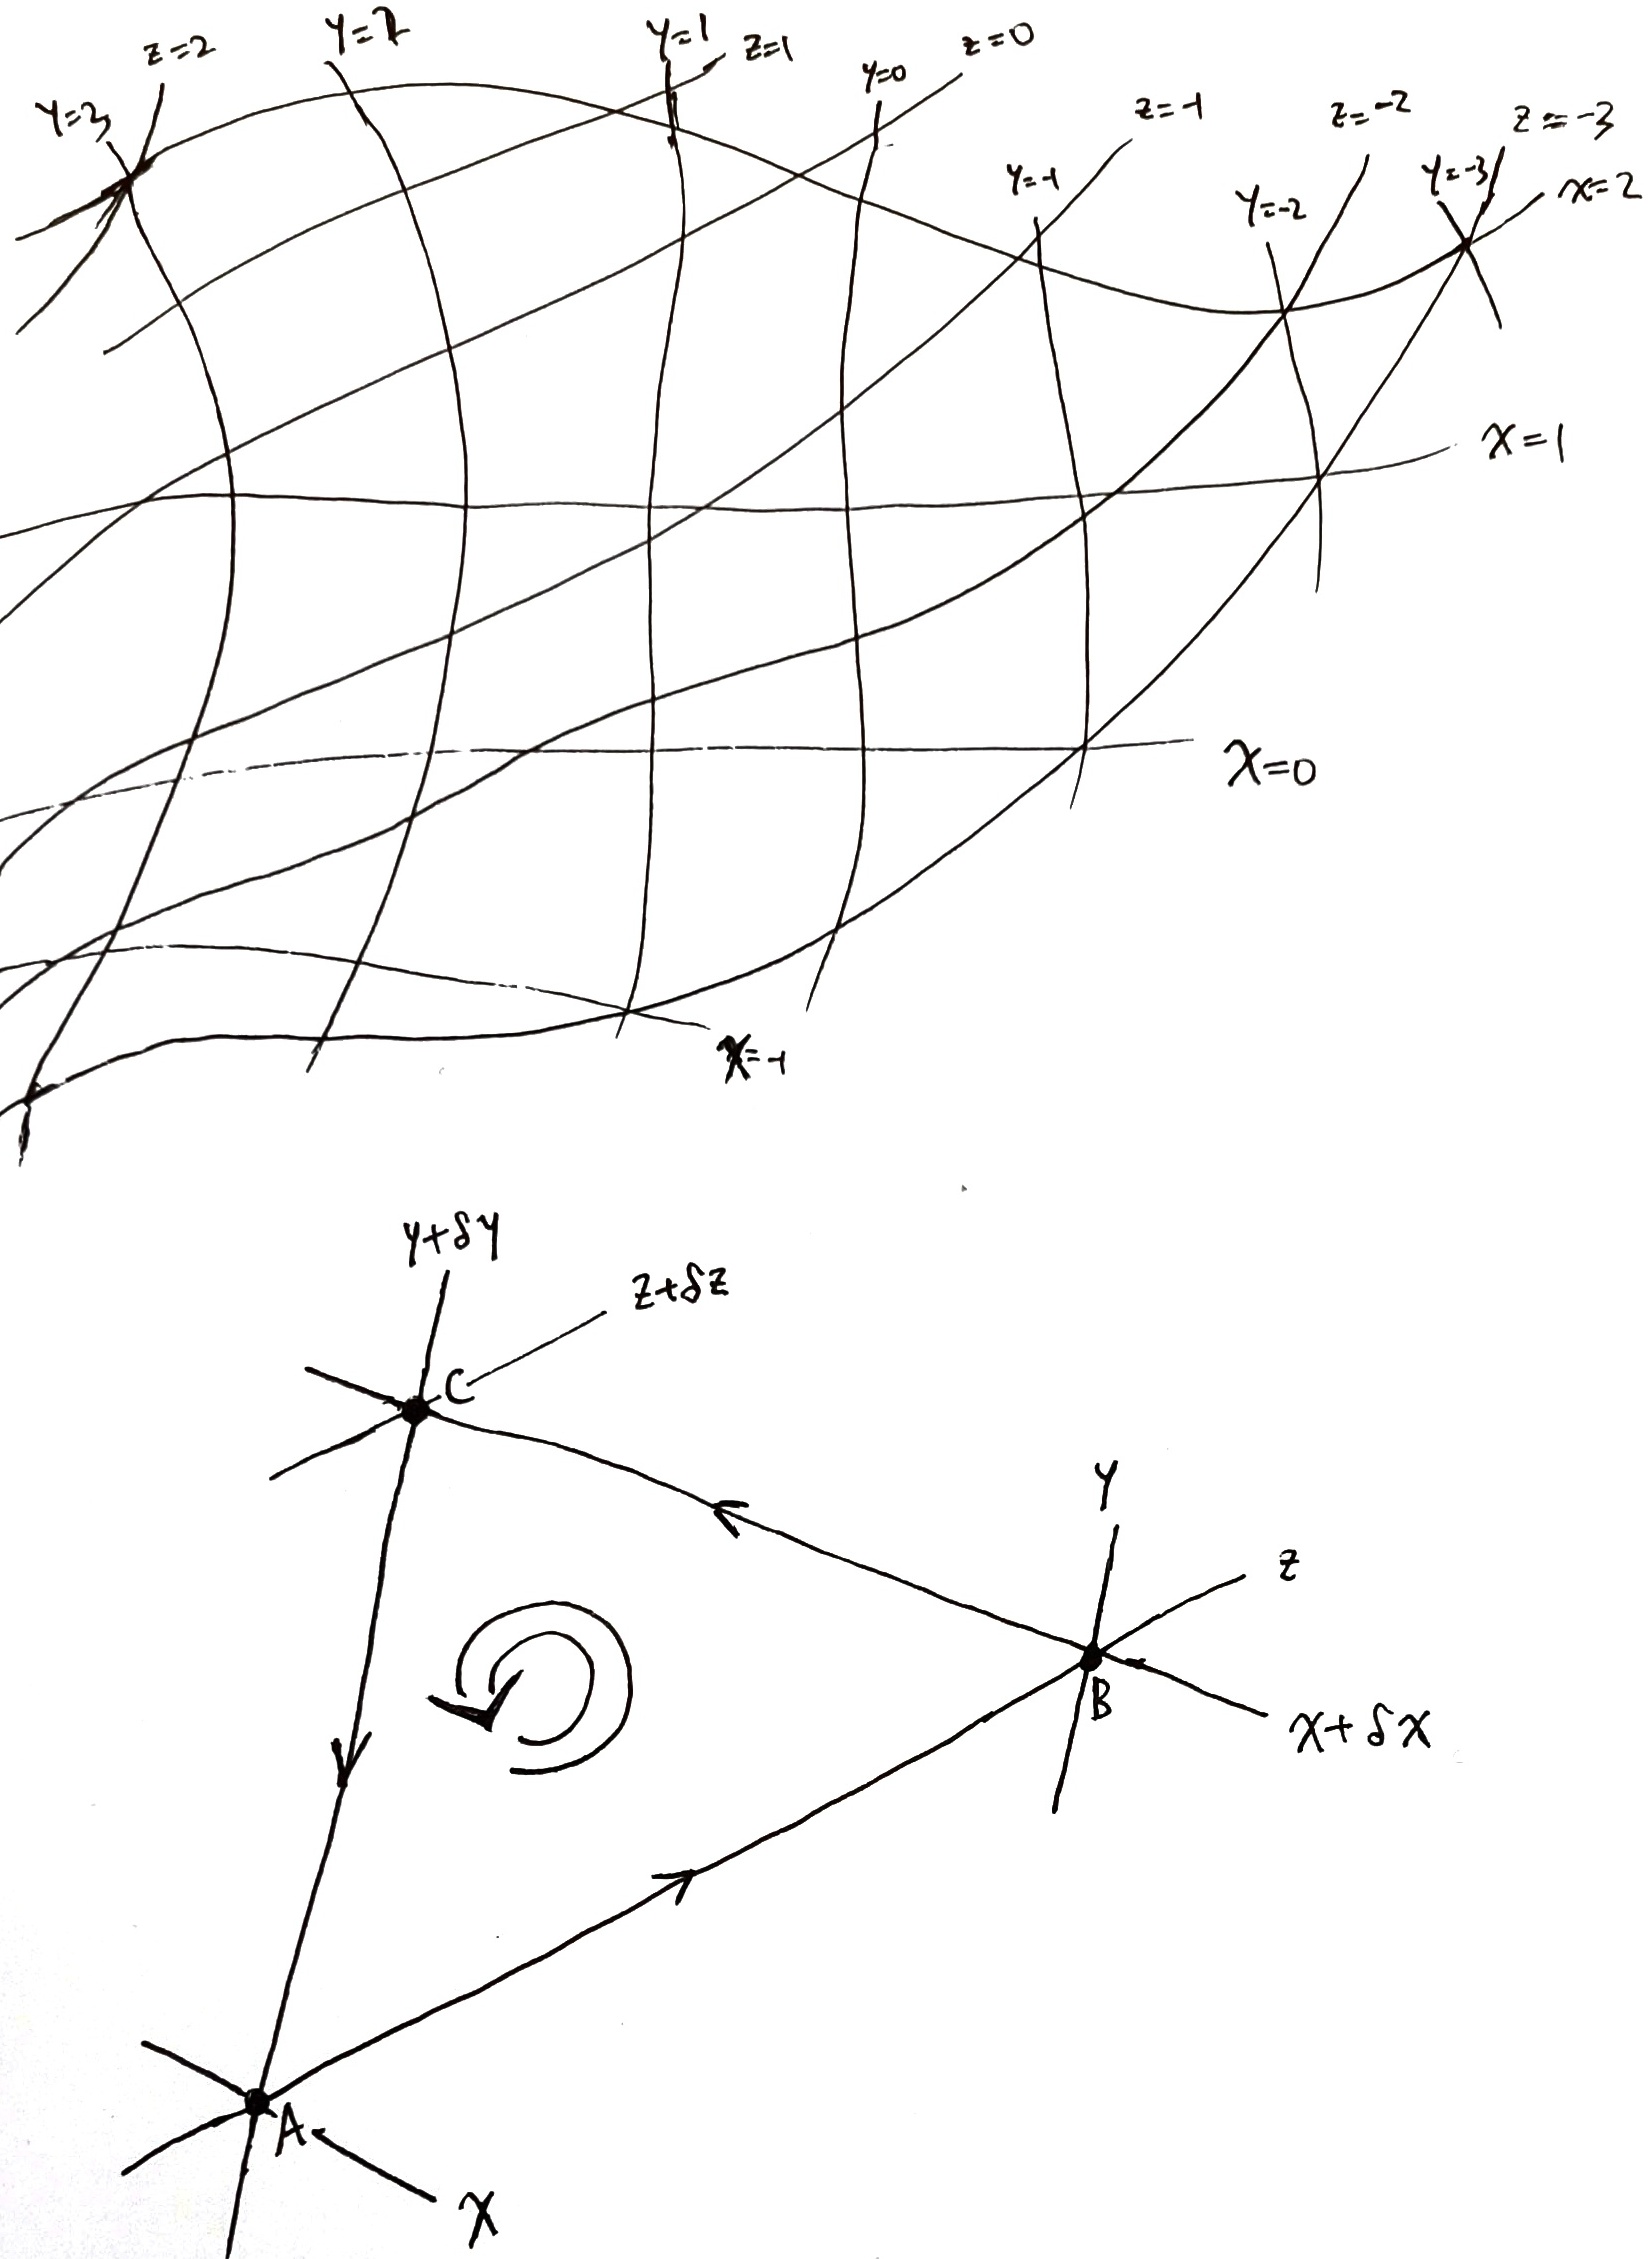 z=2
y=2
y=1
z=1
z=0
y=0
z=-1
z=-2
z=-3
y=3
y=-1
y=-2
y=-3
x=2
x=1
x=0
x=-1
y+δy
z+δz
C
y
z
B
x+δx
A
x